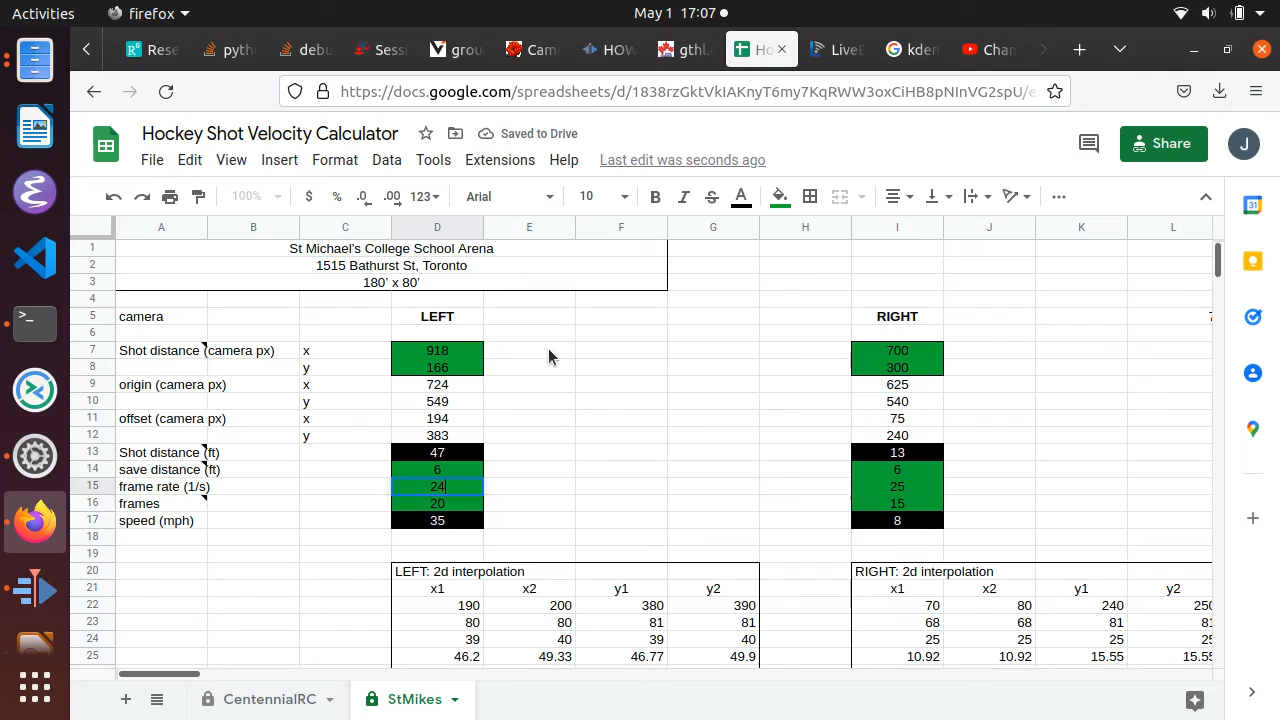 Activities firefox May 1 17:07
Rese pyth debu Sessi grou Came HOW gthl. Ho LiveE kden Chan
https://docs.google.com/spreadsheets/d/1838rzGktVkIAKnyT6my7KqRWW3oxCiHB8pNInVG2spU/e
Hockey Shot Velocity Calculator Saved to Drive
Share J
File Edit View Insert Format Data Tools Extensions Help Last edit was seconds ago
100% $ % .0 .00 123 Arial 10 B I S A
A B C D E F G H I J K L
1 St Michael's College School Arena
2 1515 Bathurst St, Toronto
3 180' x 80'
4
5 camera LEFT RIGHT
6
7 Shot distance (camera px) x 918 700
8 y 166 300
9 origin (camera px) x 724 625
10 y 549 540
11 offset (camera px) x 194 75
12 y 383 240
13 Shot distance (ft) 47 13
14 save distance (ft) 6 6
15 frame rate (1/s) 24 25
16 frames 20 15
17 speed (mph) 35 8
18
19
20 LEFT: 2d interpolation RIGHT: 2d interpolation
21 x1 x2 y1 y2 x1 x2 y1 y2
22 190 200 380 390 70 80 240 250
23 80 80 81 81 68 68 81 81
24 39 40 39 40 25 25 25 25
25 46.2 49.33 46.77 49.9 10.92 10.92 15.55 15.55
CentennialRC StMikes